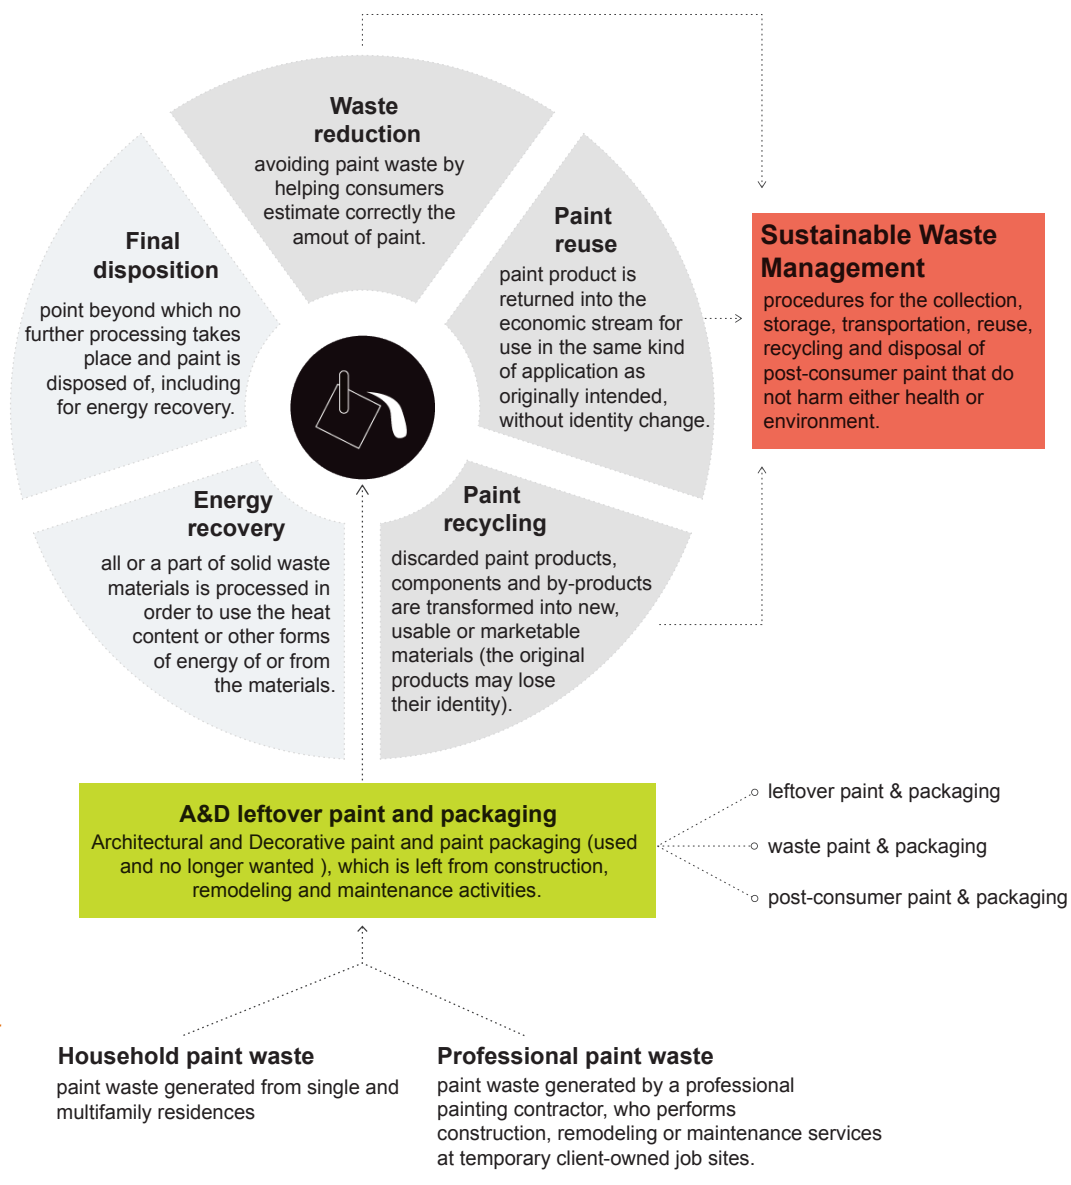 Waste
reduction
avoiding paint waste by
helping consumers
estimate correctly the
amout of paint.
Paint
reuse
paint product is
returned into the
economic stream for
use in the same kind
of application as
originally intended,
without identity change.
Sustainable Waste
Management
procedures for the collection,
storage, transportation, reuse,
recycling and disposal of
post-consumer paint that do
not harm either health or
environment.
Final
disposition
point beyond which no
further processing takes
place and paint is
disposed of, including
for energy recovery.
Energy
recovery
all or a part of solid waste
materials is processed in
order to use the heat
content or other forms
of energy of or from
the materials.
Paint
recycling
discarded paint products,
components and by-products
are transformed into new,
usable or marketable
materials (the original
products may lose
their identity).
A&D leftover paint and packaging
Architectural and Decorative paint and paint packaging (used
and no longer wanted ), which is left from construction,
remodeling and maintenance activities.
leftover paint & packaging
waste paint & packaging
post-consumer paint & packaging
Household paint waste
paint waste generated from single and
multifamily residences
Professional paint waste
paint waste generated by a professional
painting contractor, who performs
construction, remodeling or maintenance services
at temporary client-owned job sites.